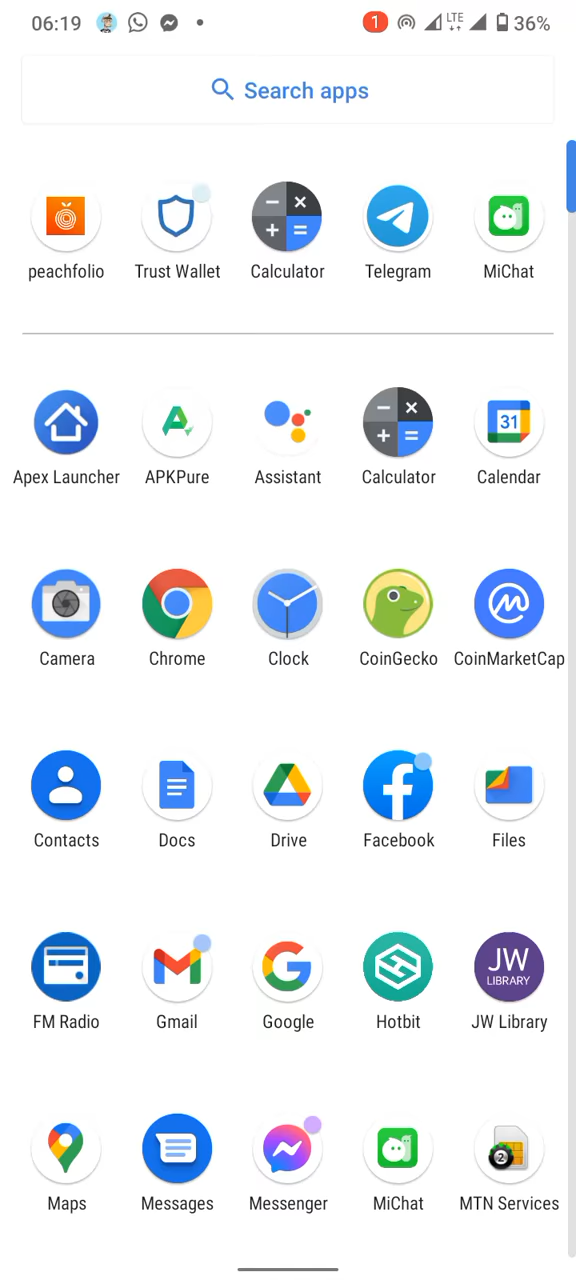 06:19 1 LTE 36%
Search apps
peachfolio Trust Wallet Calculator Telegram MiChat
Apex Launcher APKPure Assistant Calculator Calendar
31
Camera Chrome Clock CoinGecko CoinMarketCap
Contacts Docs Drive Facebook Files
JW
LIBRARY
FM Radio Gmail Google Hotbit JW Library
2
Maps Messages Messenger MiChat MTN Services